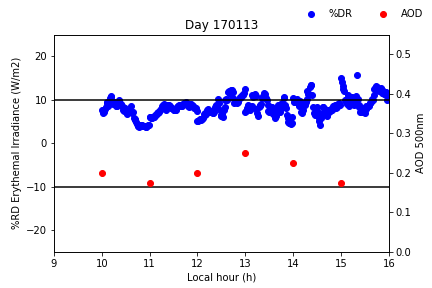 %DR AOD
Day 170113
%RD Erythermal Irradiance (W/m2)
20
10
0
−10
−20
0.5
0.4
0.3
0.2
0.1
0.0
AOD 500nm
9 10 11 12 13 14 15 16
Local hour (h)